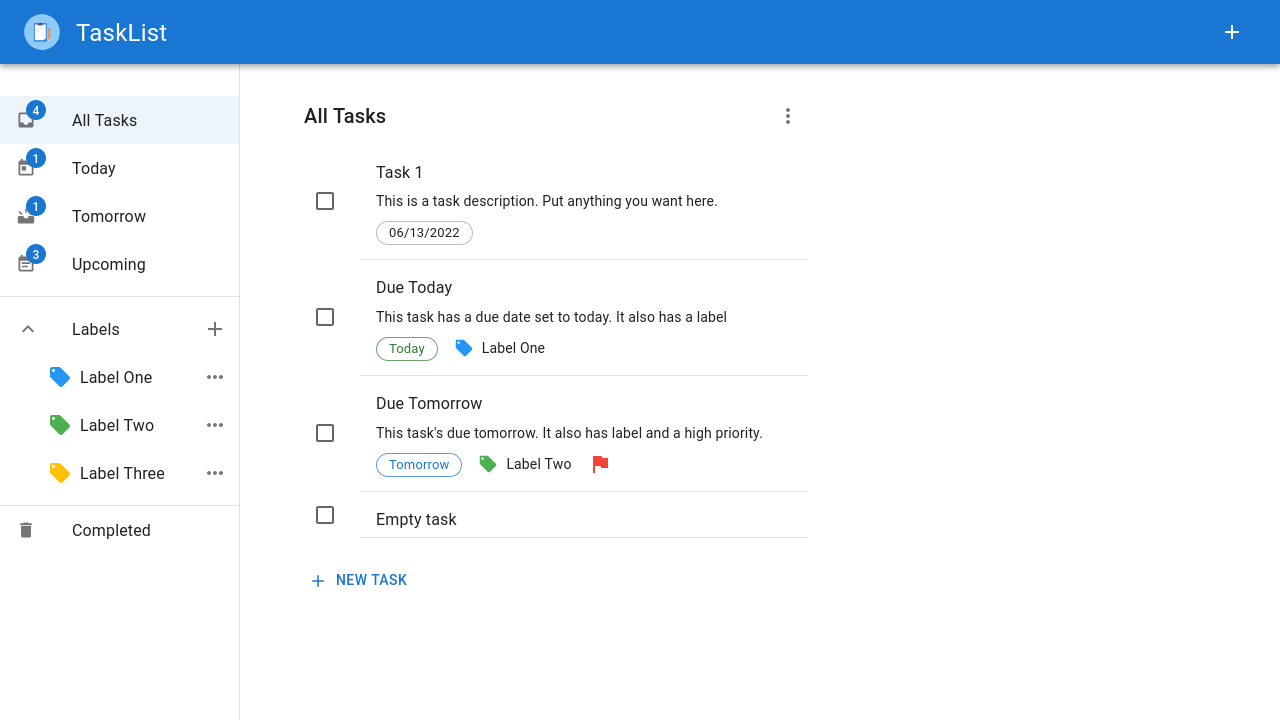 TaskList
4
All Tasks
1
Today
1
Tomorrow
3
Upcoming
Labels
Label One
Label Two
Label Three
Completed
All Tasks
Task 1
This is a task description. Put anything you want here.
06/13/2022
Due Today
This task has a due date set to today. It also has a label
Today Label One
Due Tomorrow
This task's due tomorrow. It also has label and a high priority.
Tomorrow Label Two
Empty task
NEW TASK